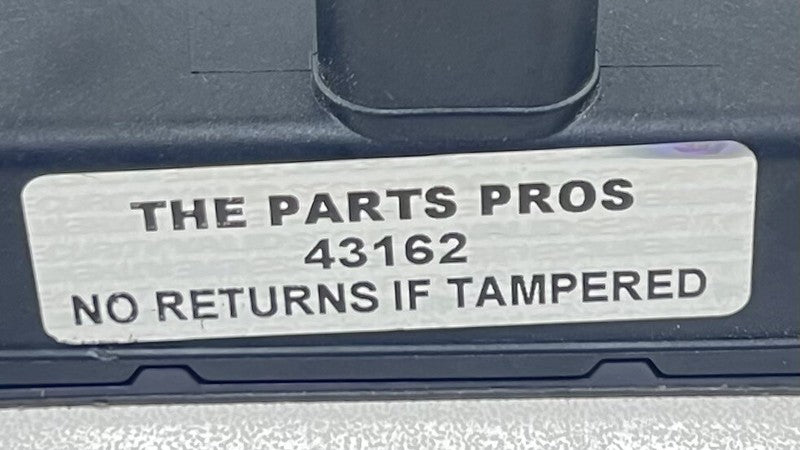 THE PARTS PROS
43162
NO RETURNS IF TAMPERED